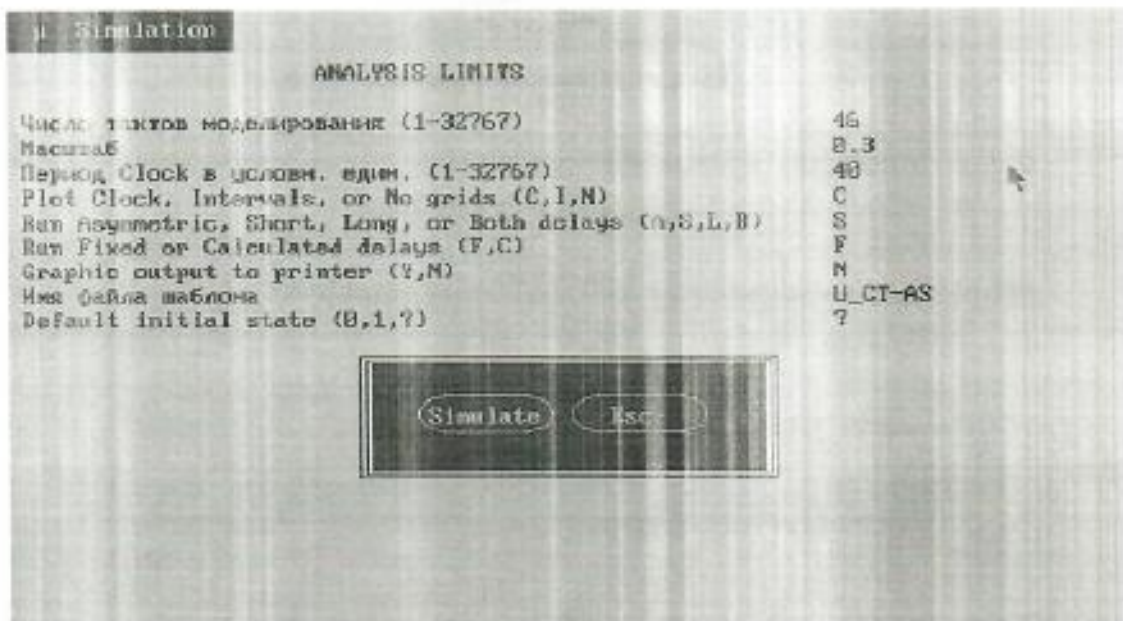 μ Simulation
ANALYSIS LIMITS
Число тактов моделирования (1-32767) 46
Масштаб 0.3
Период Clock в условн. един. (1-32767) 40
Plot Clock, Intervals, or No grids (C,I,N) C
Run Asymmetric, Short, Long, or Both delays (A,S,L,B) S
Run Fixed or Calculated delays (F,C) F
Graphic output to printer (Y,N) N
Имя файла шаблона U_CT-AS
Default initial state (0,1,?) ?
Simulate Esc